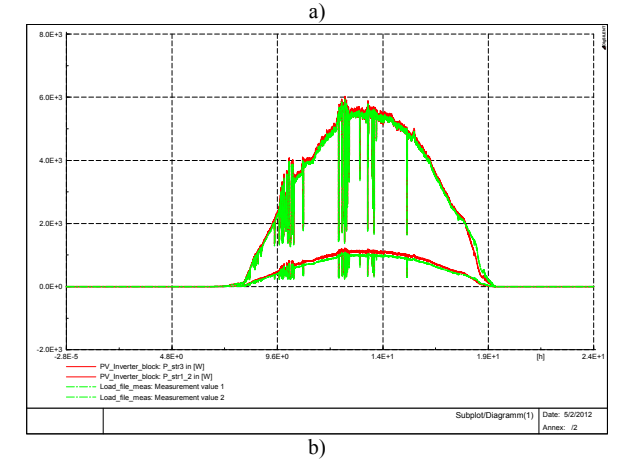 a)
8.0E+3
6.0E+3
4.0E+3
2.0E+3
0.0E+0
-2.0E+3
-2.8E-5 4.8E+0 9.6E+0 1.4E+1 1.9E+1 [h] 2.4E+1
PV_Inverter_block: P_str3 in [W]
PV_Inverter_block: P_str1_2 in [W]
Load_file_meas: Measurement value 1
Load_file_meas: Measurement value 2
Subplot/Diagramm(1)
Date: 5/2/2012
Annex: /2
b)